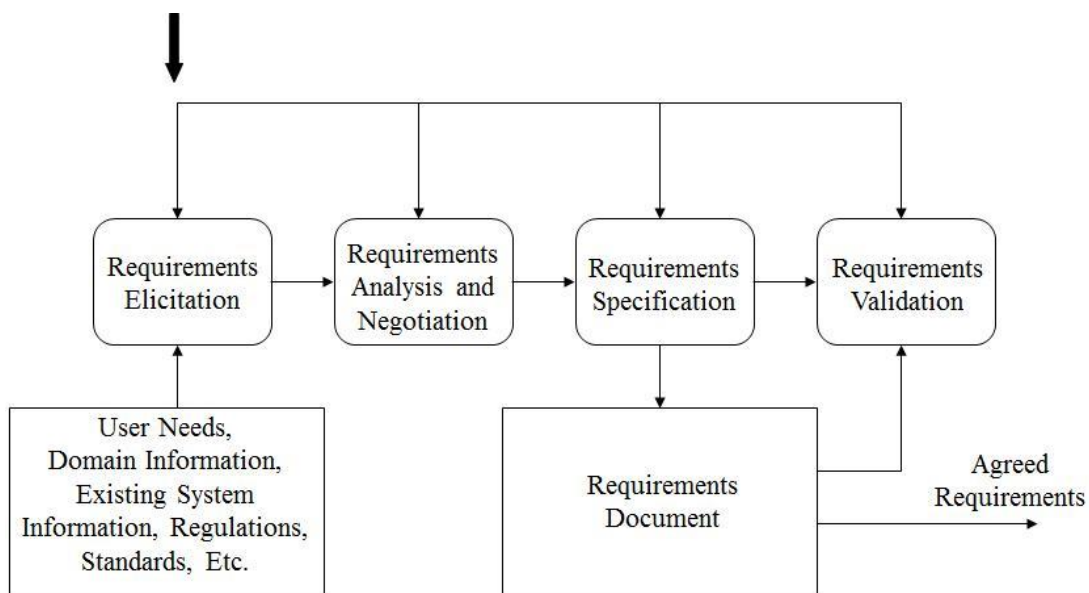 Requirements
Elicitation
Requirements
Analysis and
Negotiation
Requirements
Specification
Requirements
Validation
User Needs,
Domain Information,
Existing System
Information, Regulations,
Standards, Etc.
Requirements
Document
Agreed
Requirements